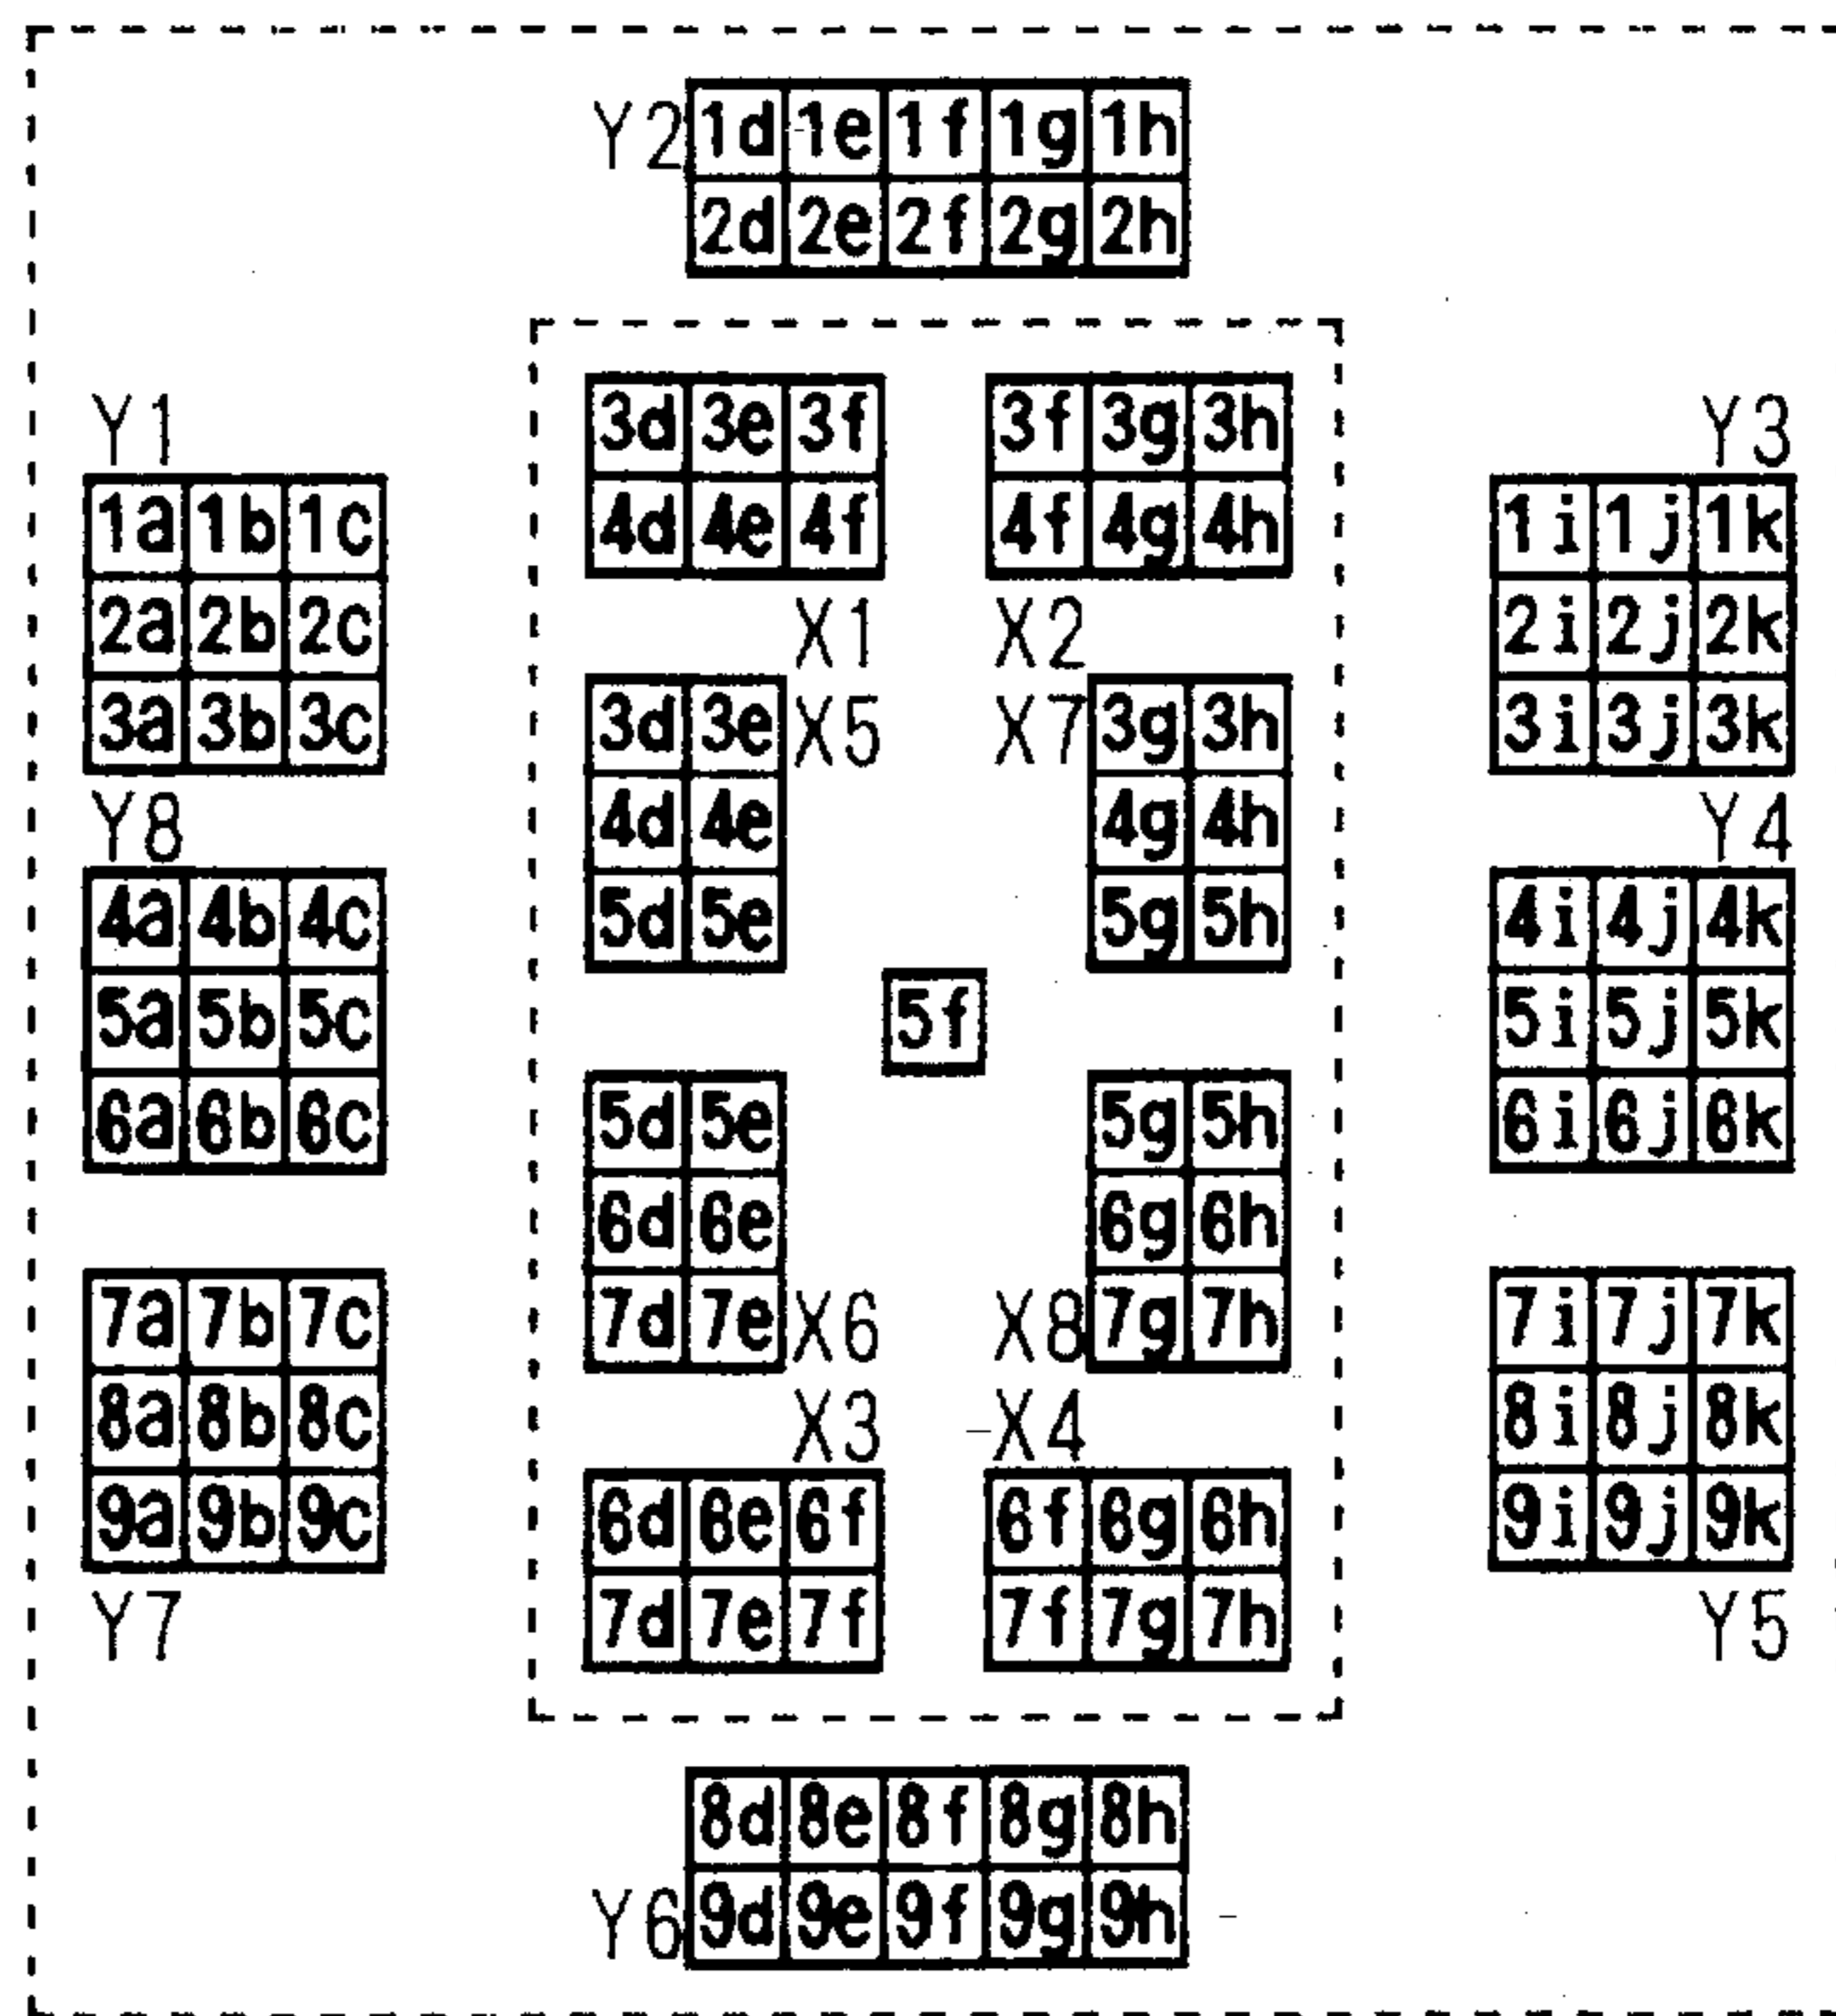 Y2 1d 1e 1f 1g 1h
2d 2e 2f 2g 2h
Y1
1a 1b 1c
2a 2b 2c
3a 3b 3c
Y8
4a 4b 4c
5a 5b 5c
6a 6b 6c
7a 7b 7c
8a 8b 8c
9a 9b 9c
Y7
3d 3e 3f
4d 4e 4f
X1
3f 3g 3h
4f 4g 4h
X2
3d 3e X5
4d 4e
5d 5e
X7 3g 3h
4g 4h
5g 5h
5f
5d 5e
6d 6e
7d 7e X6
5g 5h
6g 6h
X8 7g 7h
X3
6d 6e 6f
7d 7e 7f
X4
6f 6g 6h
7f 7g 7h
Y3
1i 1j 1k
2i 2j 2k
3i 3j 3k
Y4
4i 4j 4k
5i 5j 5k
6i 6j 6k
7i 7j 7k
8i 8j 8k
9i 9j 9k
Y5
8d 8e 8f 8g 8h
Y6 9d 9e 9f 9g 9h